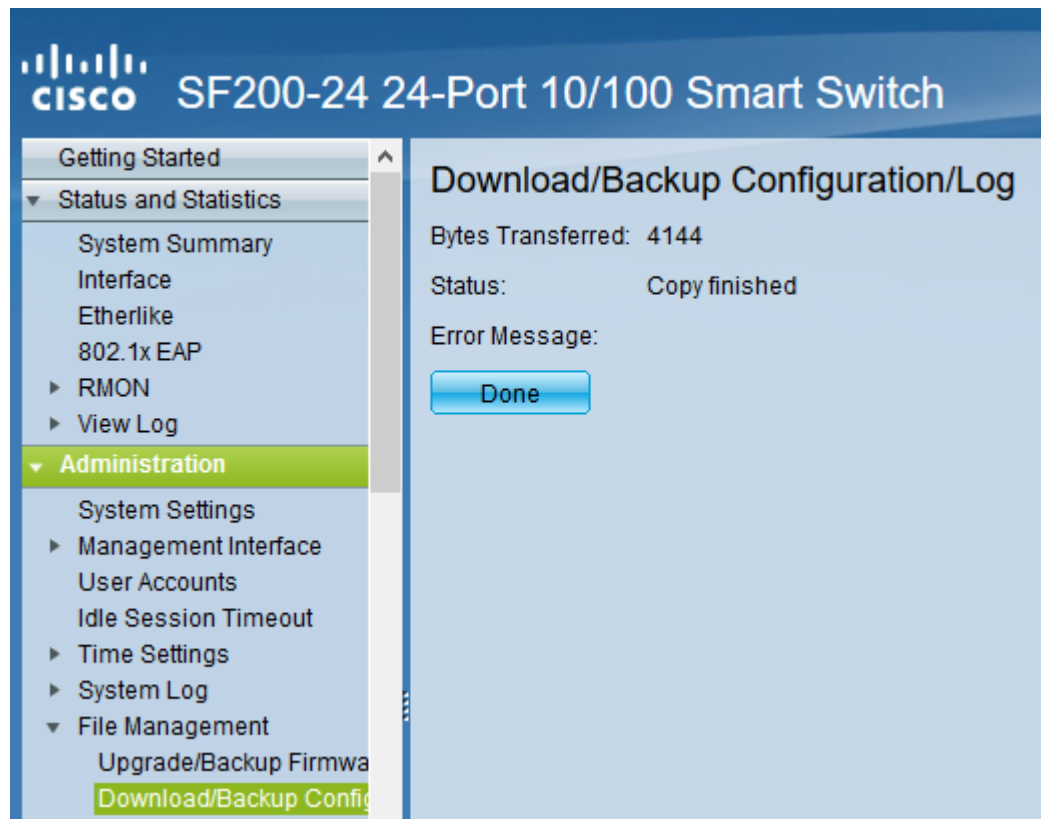 CISCO SF200-24 24-Port 10/100 Smart Switch
Getting Started
Status and Statistics
System Summary
Interface
Etherlike
802.1x EAP
RMON
View Log
Administration
System Settings
Management Interface
User Accounts
Idle Session Timeout
Time Settings
System Log
File Management
Upgrade/Backup Firmwa
Download/Backup Config
Download/Backup Configuration/Log
Bytes Transferred: 4144
Status: Copy finished
Error Message:
Done